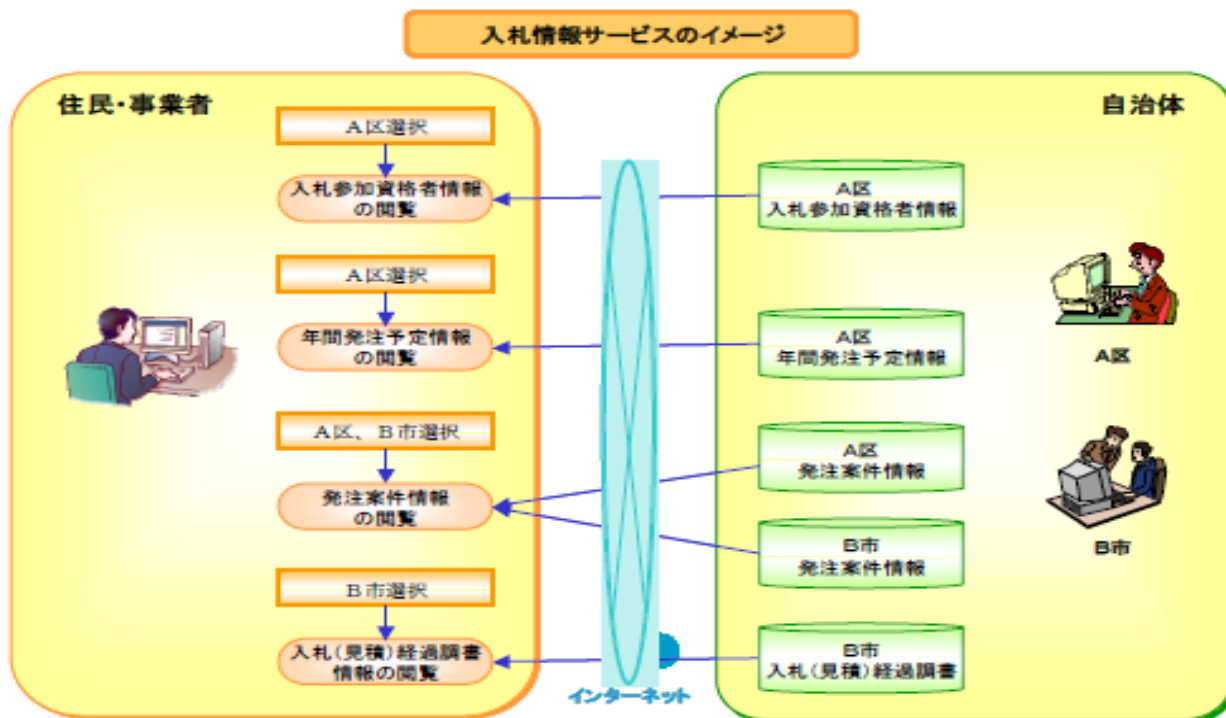 入札情報サービスのイメージ
住民・事業者
A区選択
入札参加資格者情報
の閲覧
A区選択
年間発注予定情報
の閲覧
A区、B市選択
発注案件情報
の閲覧
B市選択
入札(見積)経過調書
情報の閲覧
インターネット
自治体
A区
入札参加資格者情報
A区
年間発注予定情報
A区
発注案件情報
B市
発注案件情報
B市
入札(見積)経過調書
A区
B市